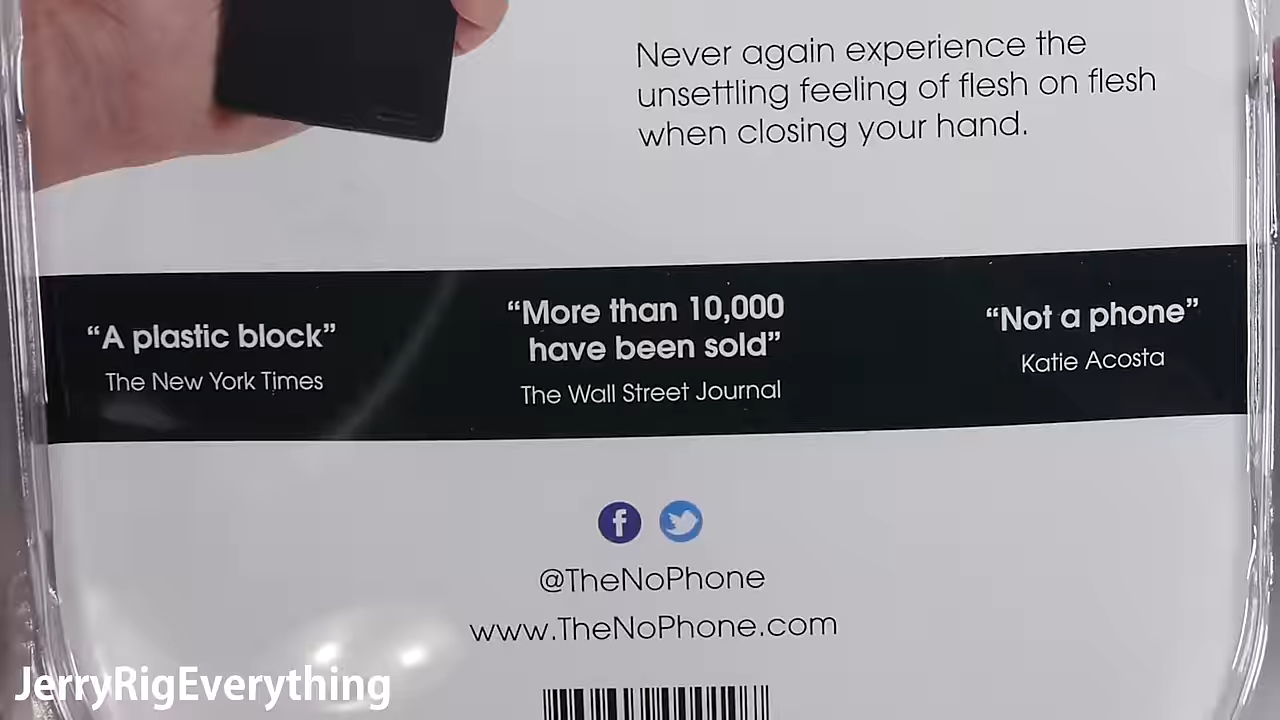 Never again experience the
unsettling feeling of flesh on flesh
when closing your hand.
“A plastic block”
The New York Times
“More than 10,000
have been sold”
The Wall Street Journal
“Not a phone”
Katie Acosta
f
@TheNoPhone
www.TheNoPhone.com
JerryRigEverything